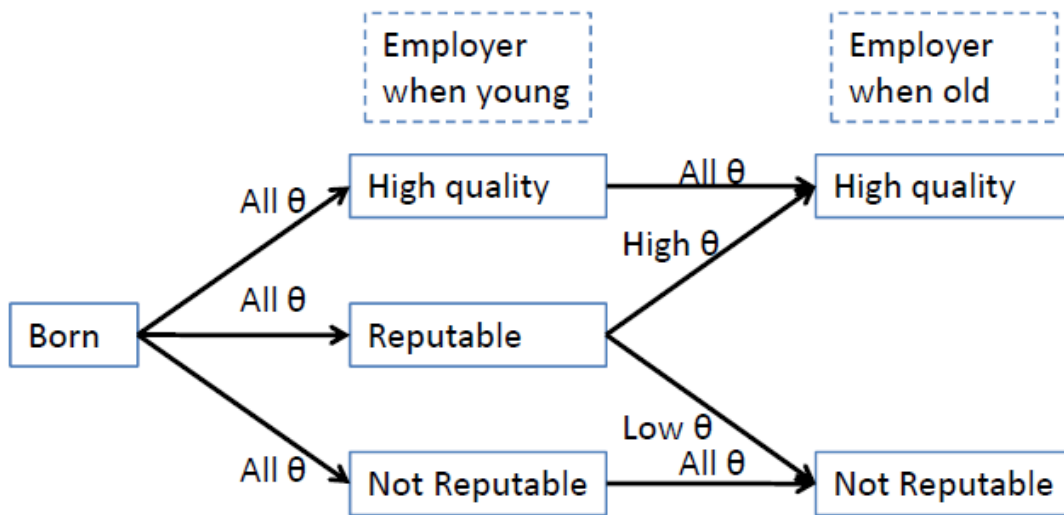 Employer
when young
Employer
when old
All θ
High quality
All θ
High quality
High θ
All θ
Born
Reputable
Low θ
All θ
All θ
Not Reputable
Not Reputable